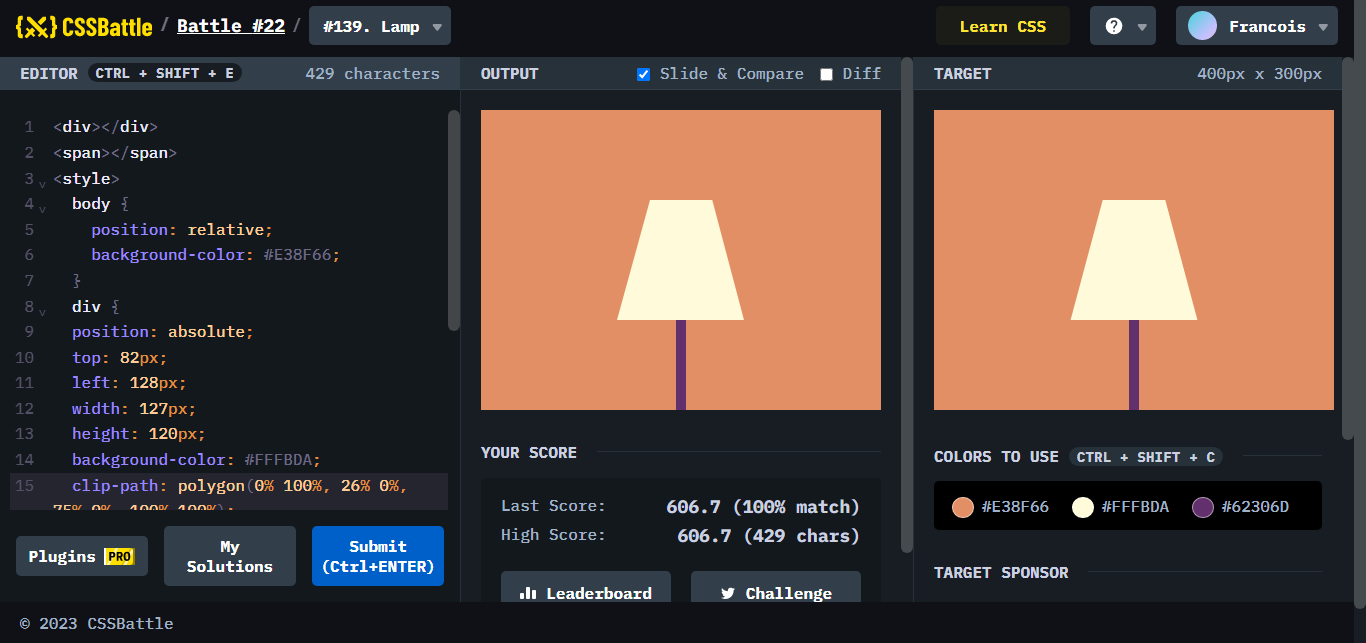 {X} CSSBattle / Battle #22 / #139. Lamp Learn CSS ? Francois
EDITOR CTRL + SHIFT + E 429 characters OUTPUT Slide & Compare Diff TARGET 400px x 300px
1 <div></div>
2 <span></span>
3 <style>
4 body {
5 position: relative;
6 background-color: #E38F66;
7 }
8 div {
9 position: absolute;
10 top: 82px;
11 left: 128px;
12 width: 127px;
13 height: 120px;
14 background-color: #FFFBDA;
15 clip-path: polygon(0% 100%, 26% 0%,
75% 0%, 100% 100%);
Plugins PRO
My
Solutions
Submit
(Ctrl+ENTER)
YOUR SCORE
Last Score: 606.7 (100% match)
High Score: 606.7 (429 chars)
Leaderboard Challenge
COLORS TO USE CTRL + SHIFT + C
#E38F66 #FFFBDA #62306D
TARGET SPONSOR
© 2023 CSSBattle